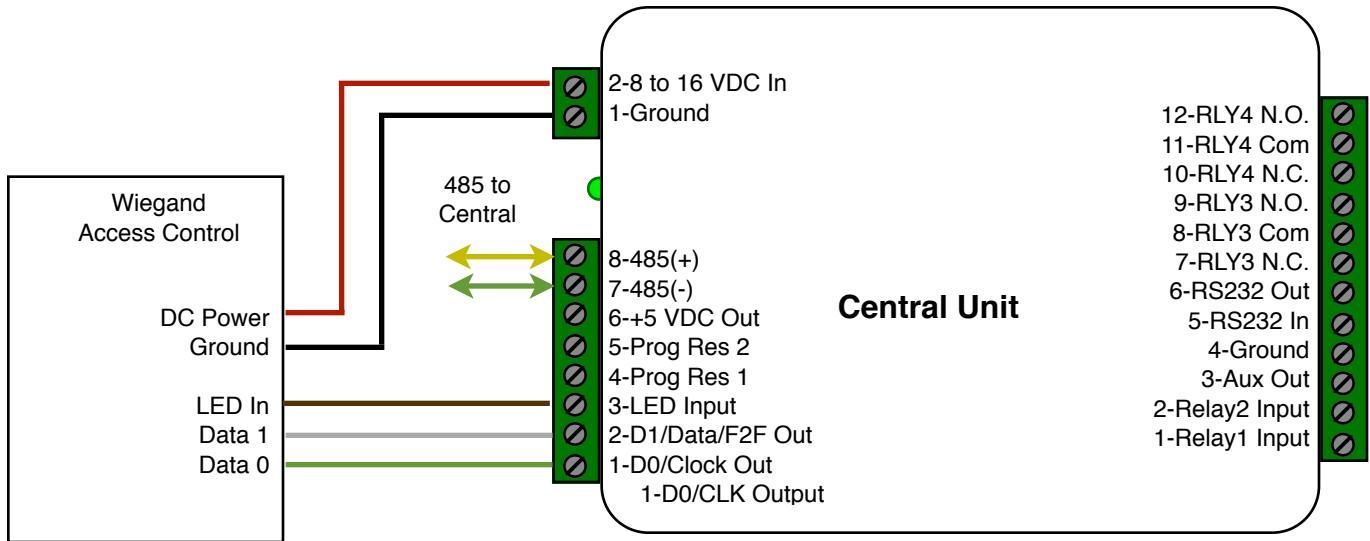 Wiegand
Access Control
DC Power
Ground
LED In
Data 1
Data 0
485 to
Central
2-8 to 16 VDC In
1-Ground
8-485(+)
7-485(-)
6-+5 VDC Out
5-Prog Res 2
4-Prog Res 1
3-LED Input
2-D1/Data/F2F Out
1-D0/Clock Out
1-D0/CLK Output
Central Unit
12-RLY4 N.O.
11-RLY4 Com
10-RLY4 N.C.
9-RLY3 N.O.
8-RLY3 Com
7-RLY3 N.C.
6-RS232 Out
5-RS232 In
4-Ground
3-Aux Out
2-Relay2 Input
1-Relay1 Input